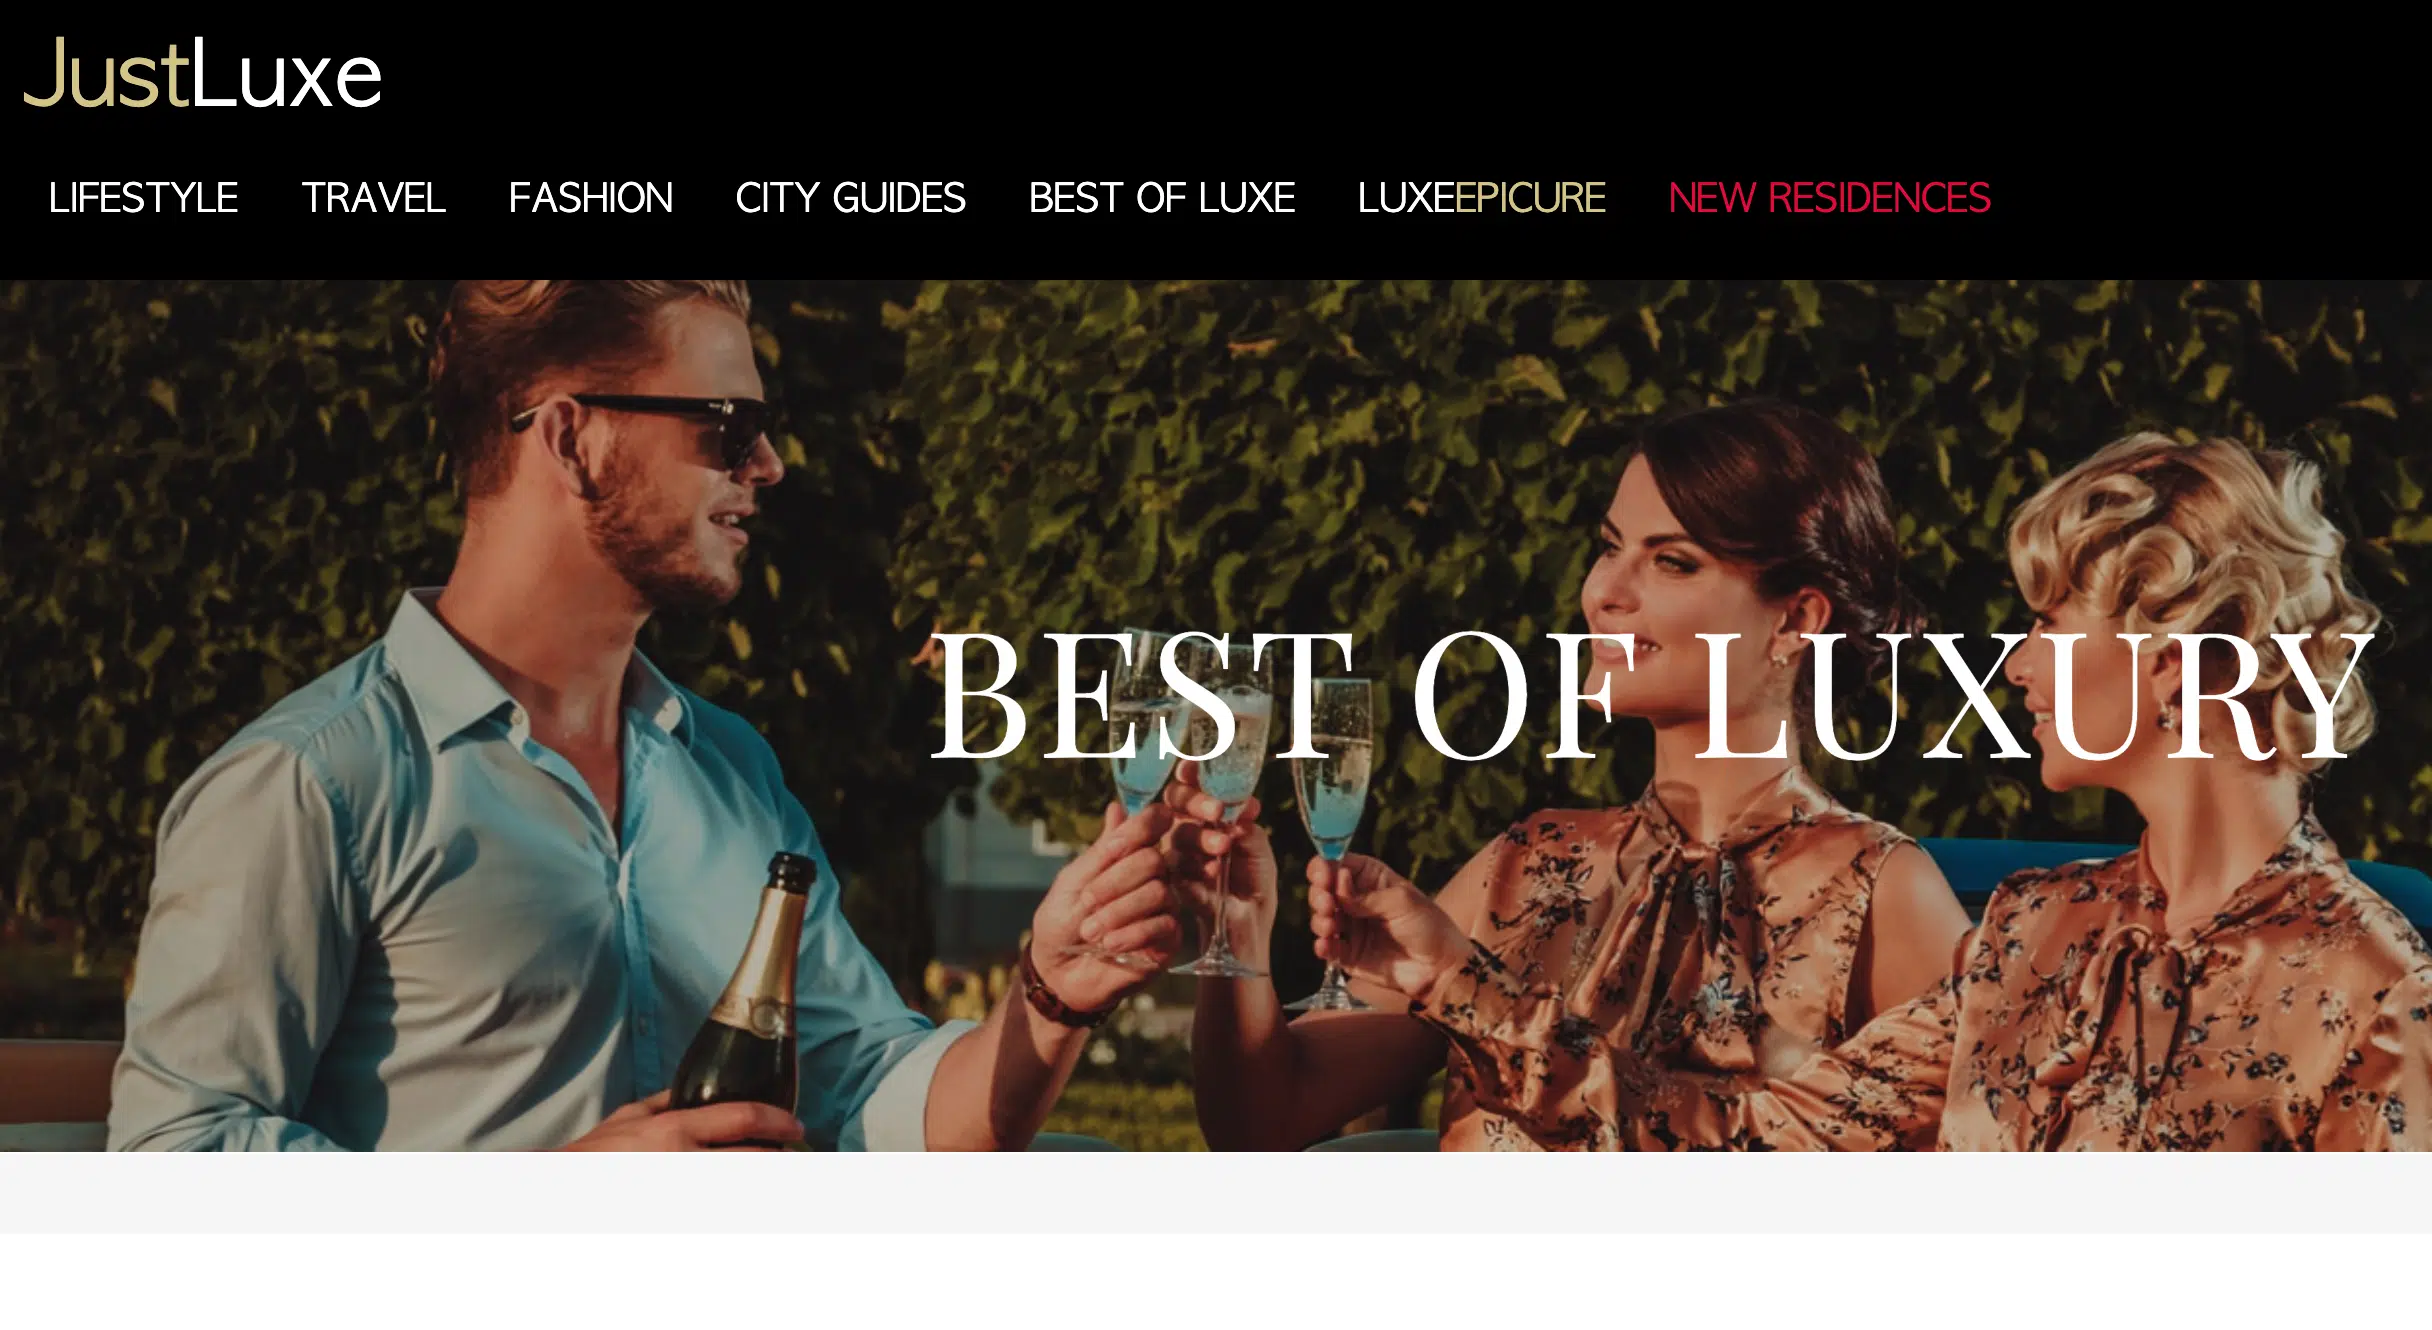 JustLuxe
LIFESTYLE TRAVEL FASHION CITY GUIDES BEST OF LUXE LUXEEPICURE NEW RESIDENCES
BEST OF LUXURY